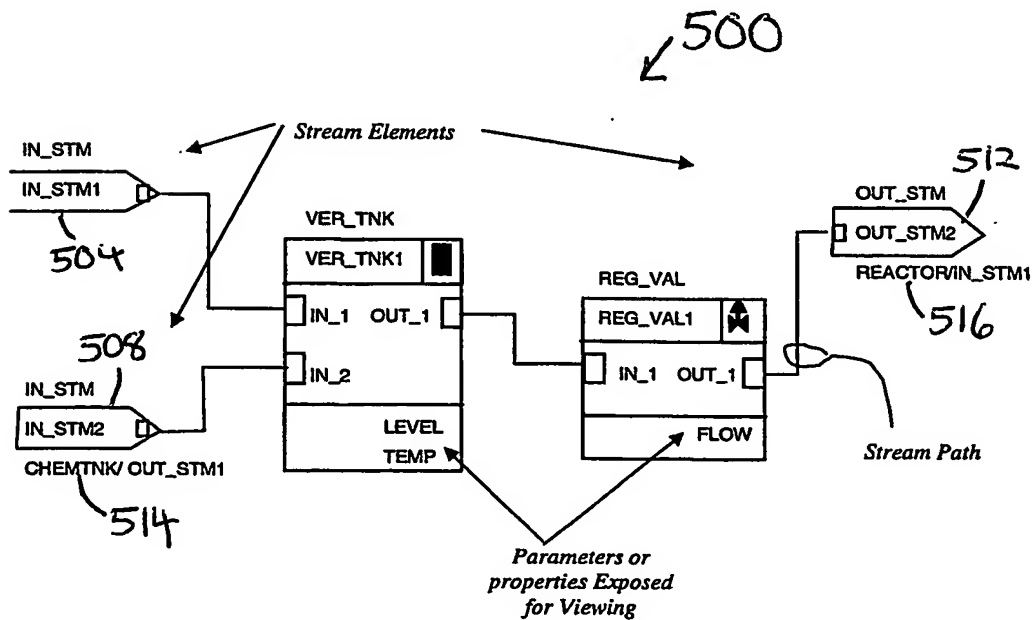 500
Stream Elements
IN_STM
IN_STM1
504
508
IN_STM
IN_STM2
CHEMTNK/ OUT_STM1
514
VER_TNK
VER_TNK1
IN_1 OUT_1
IN_2
LEVEL
TEMP
REG_VAL
REG_VAL1
IN_1 OUT_1
FLOW
512
OUT_STM
OUT_STM2
REACTOR/IN_STM1
516
Stream Path
Parameters or
properties Exposed
for Viewing